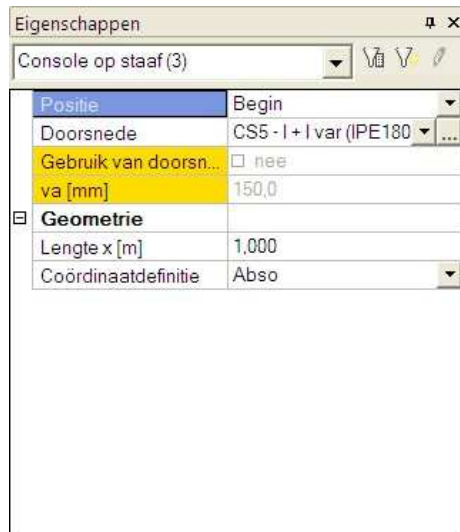 Eigenschappen
Console op staaf (3)
Positie Begin
Doorsnede CS5 - I + I var (IPE180 ...
Gebruik van doorsn... nee
va [mm] 150,0
Geometrie
Lengte x [m] 1,000
Coördinaatdefinitie Abso